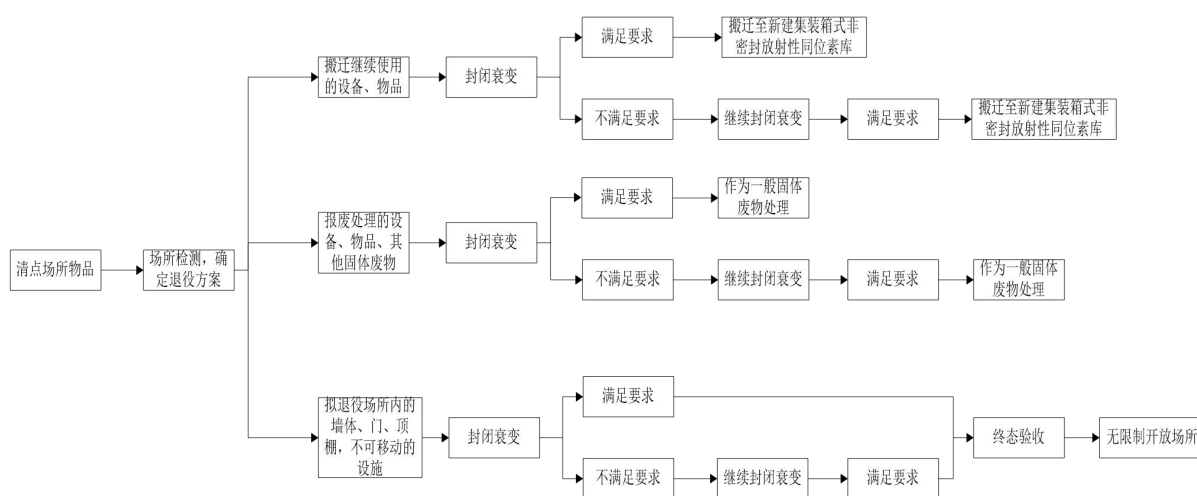 清点场所物品
场所检测，确
定退役方案
搬迁继续使用
的设备、物品
封闭衰变
满足要求
搬迁至新建集装箱式非
密封放射性同位素库
不满足要求
继续封闭衰变
满足要求
搬迁至新建集装箱式非
密封放射性同位素库
报废处理的设
备、物品、其
他固体废物
封闭衰变
满足要求
作为一般固体
废物处理
不满足要求
继续封闭衰变
满足要求
作为一般固体
废物处理
拟退役场所内的
墙体、门、顶
棚，不可移动的
设施
封闭衰变
满足要求
不满足要求
继续封闭衰变
满足要求
终态验收
无限制开放场所